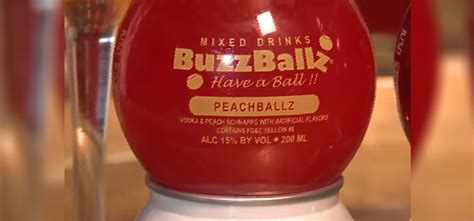 MIXED DRINKS
BuzzBallz
Have a Ball !!
PEACHBALLZ
VODKA & PEACH SCHNAPPS WITH ARTIFICIAL FLAVORS
CONTAINS FD&C YELLOW #6
ALC 15% BY VOL • 200 ML